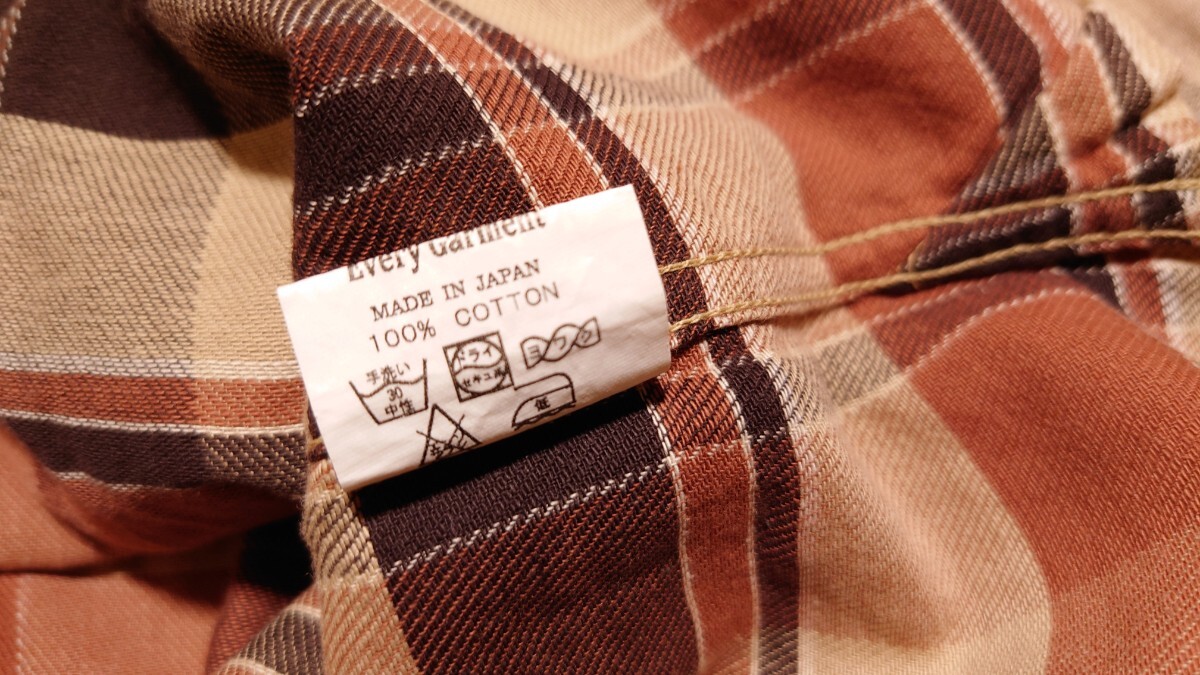 Every Garment
MADE IN JAPAN
100% COTTON
手洗い
30
中性
ドライ
セキユ系
ヨワク
低